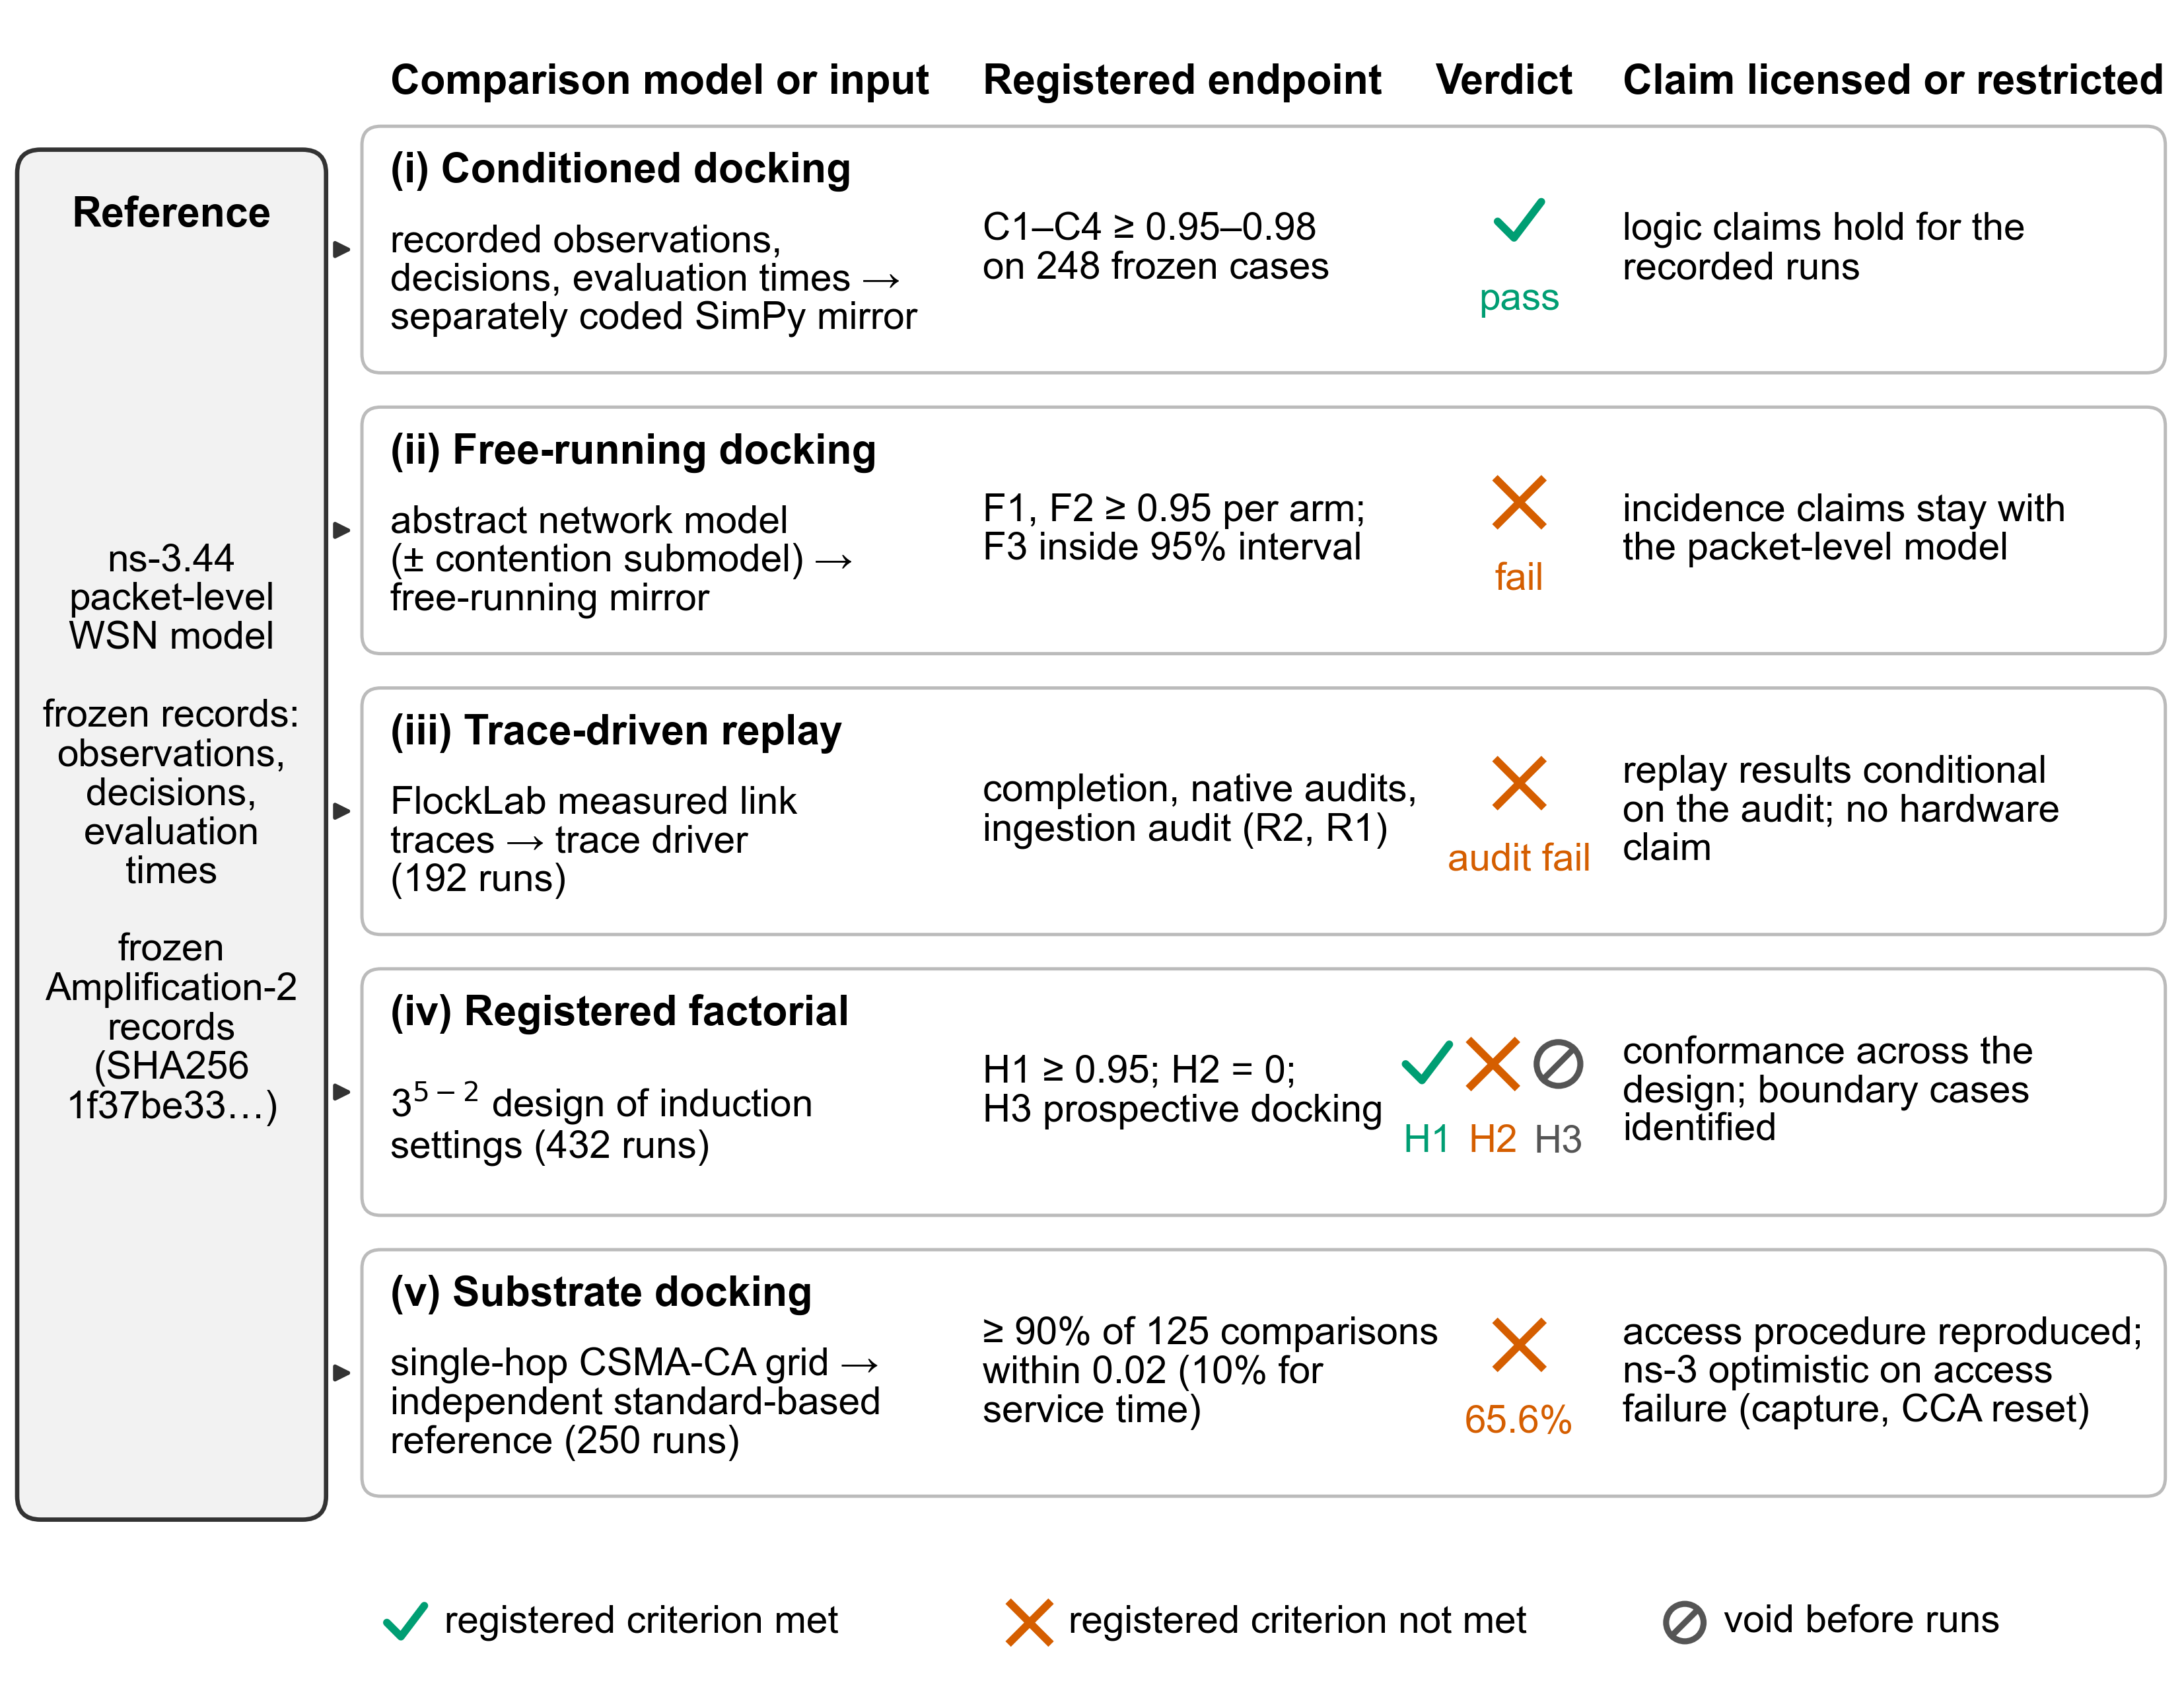 Comparison model or input
Registered endpoint
Verdict
Claim licensed or restricted
Reference
ns-3.44
packet-level
WSN model
frozen records:
observations,
decisions,
evaluation
times
frozen
Amplification-2
records
(SHA256
1f37be33…)
(i) Conditioned docking
recorded observations,
decisions, evaluation times →
separately coded SimPy mirror
C1–C4 ≥ 0.95–0.98
on 248 frozen cases
pass
logic claims hold for the
recorded runs
(ii) Free-running docking
abstract network model
(± contention submodel) →
free-running mirror
F1, F2 ≥ 0.95 per arm;
F3 inside 95% interval
fail
incidence claims stay with
the packet-level model
(iii) Trace-driven replay
FlockLab measured link
traces → trace driver
(192 runs)
completion, native audits,
ingestion audit (R2, R1)
audit fail
replay results conditional
on the audit; no hardware
claim
(iv) Registered factorial
3⁵⁻² design of induction
settings (432 runs)
H1 ≥ 0.95; H2 = 0;
H3 prospective docking
H1 H2 H3
conformance across the
design; boundary cases
identified
(v) Substrate docking
single-hop CSMA-CA grid →
independent standard-based
reference (250 runs)
≥ 90% of 125 comparisons
within 0.02 (10% for
service time)
65.6%
access procedure reproduced;
ns-3 optimistic on access
failure (capture, CCA reset)
registered criterion met
registered criterion not met
void before runs